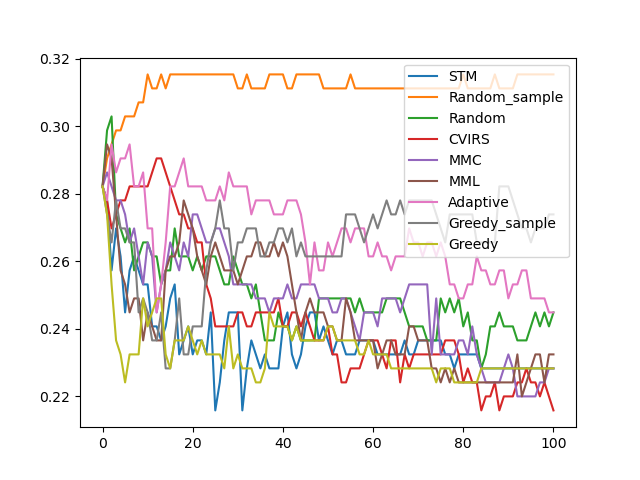 0.32
0.30
0.28
0.26
0.24
0.22
0
20
40
60
80
100
STM
Random_sample
Random
CVIRS
MMC
MML
Adaptive
Greedy_sample
Greedy